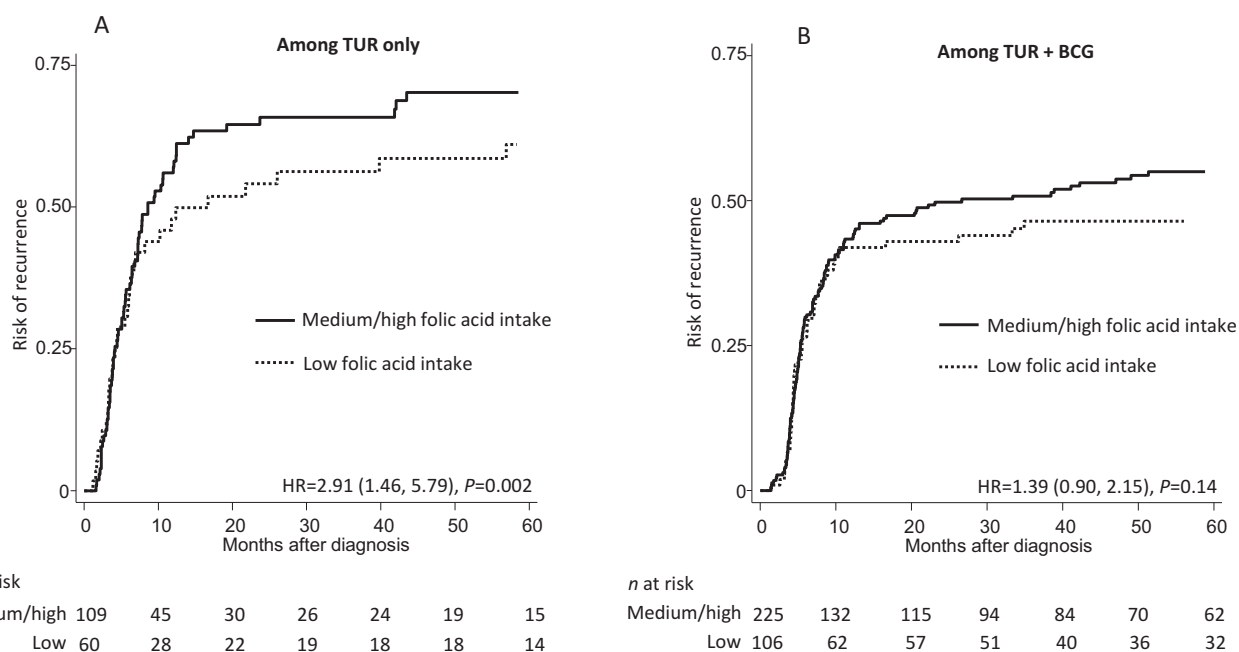 A
Among TUR only
0.75
0.50
0.25
0
Risk of recurrence
Medium/high folic acid intake
Low folic acid intake
HR=2.91 (1.46, 5.79), P=0.002
0 10 20 30 40 50 60
Months after diagnosis
isk
um/high 109 45 30 26 24 19 15
Low 60 28 22 19 18 18 14
B
Among TUR + BCG
0.75
0.50
0.25
0
Risk of recurrence
Medium/high folic acid intake
Low folic acid intake
HR=1.39 (0.90, 2.15), P=0.14
0 10 20 30 40 50 60
Months after diagnosis
n at risk
Medium/high 225 132 115 94 84 70 62
Low 106 62 57 51 40 36 32